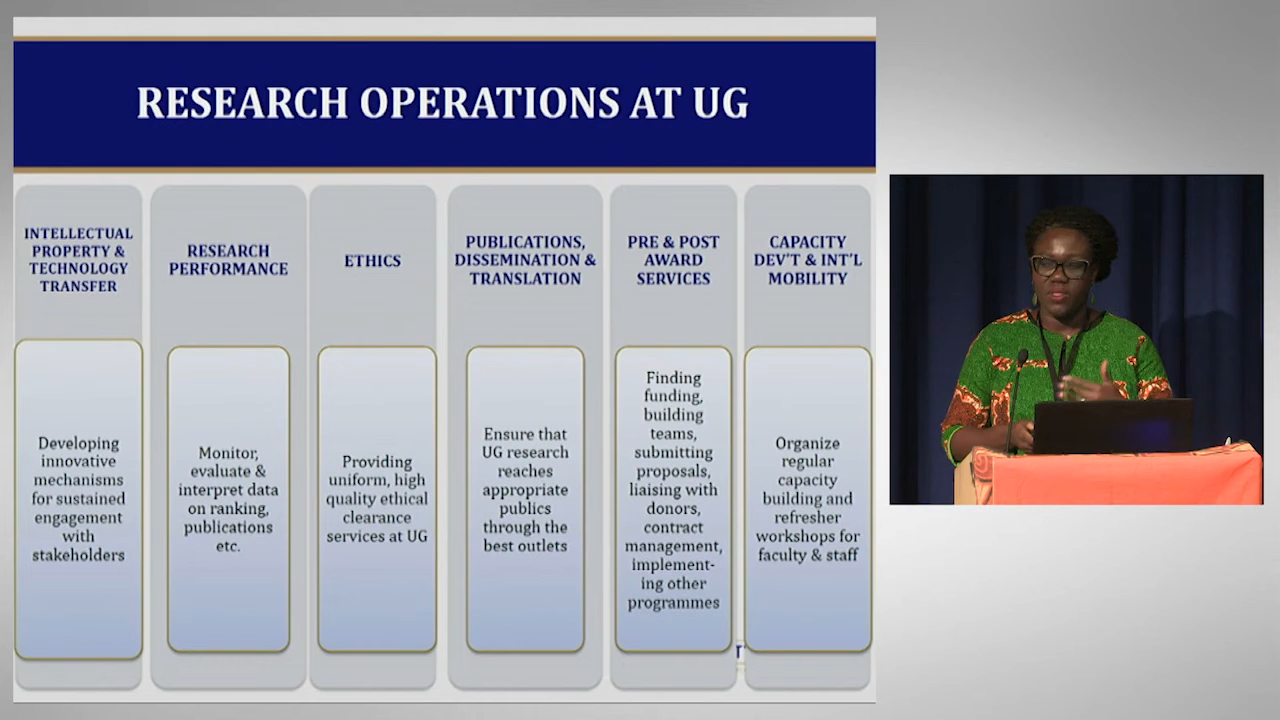 RESEARCH OPERATIONS AT UG
INTELLECTUAL
PROPERTY &
TECHNOLOGY
TRANSFER
Developing
innovative
mechanisms
for sustained
engagement
with
stakeholders
RESEARCH
PERFORMANCE
Monitor,
evaluate &
interpret data
on ranking,
publications
etc.
ETHICS
Providing
uniform, high
quality ethical
clearance
services at UG
PUBLICATIONS,
DISSEMINATION &
TRANSLATION
Ensure that
UG research
reaches
appropriate
publics
through the
best outlets
PRE & POST
AWARD
SERVICES
Finding
funding,
building
teams,
submitting
proposals,
liaising with
donors,
contract
management,
implement-
ing other
programmes
CAPACITY
DEV'T & INT'L
MOBILITY
Organize
regular
capacity
building and
refresher
workshops for
faculty & staff